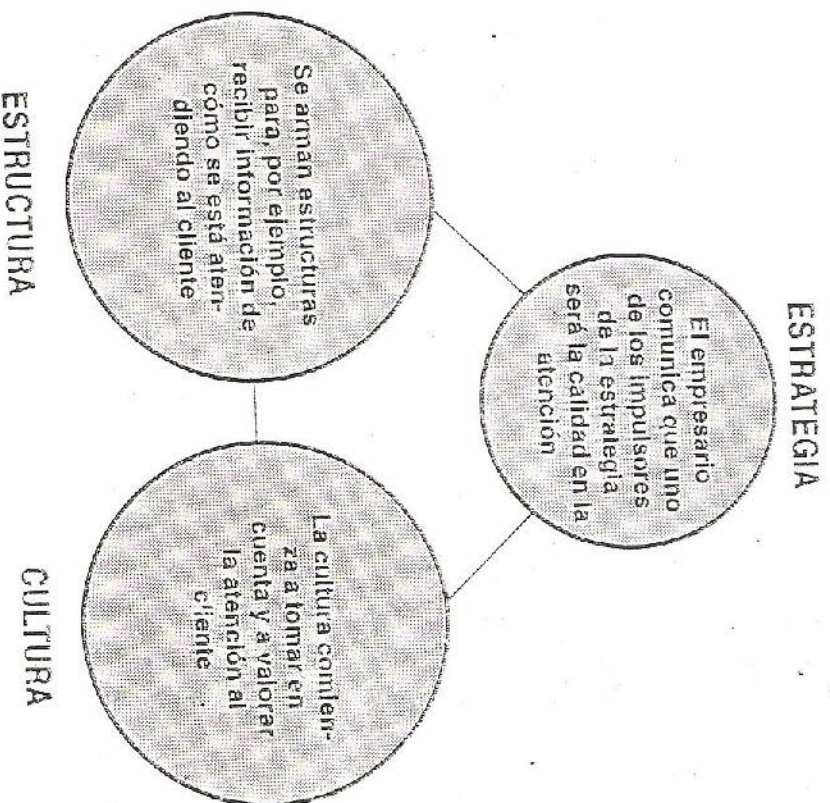 ESTRATEGIA
El empresario
comunica que uno
de los impulsores
de la estrategia
será la calidad en la
atención
Se arman estructuras
para, por ejemplo,
recibir información de
cómo se está aten-
diendo al cliente
ESTRUCTURA
La cultura comien-
za a tomar en
cuenta y a valorar
la atención al
cliente
CULTURA